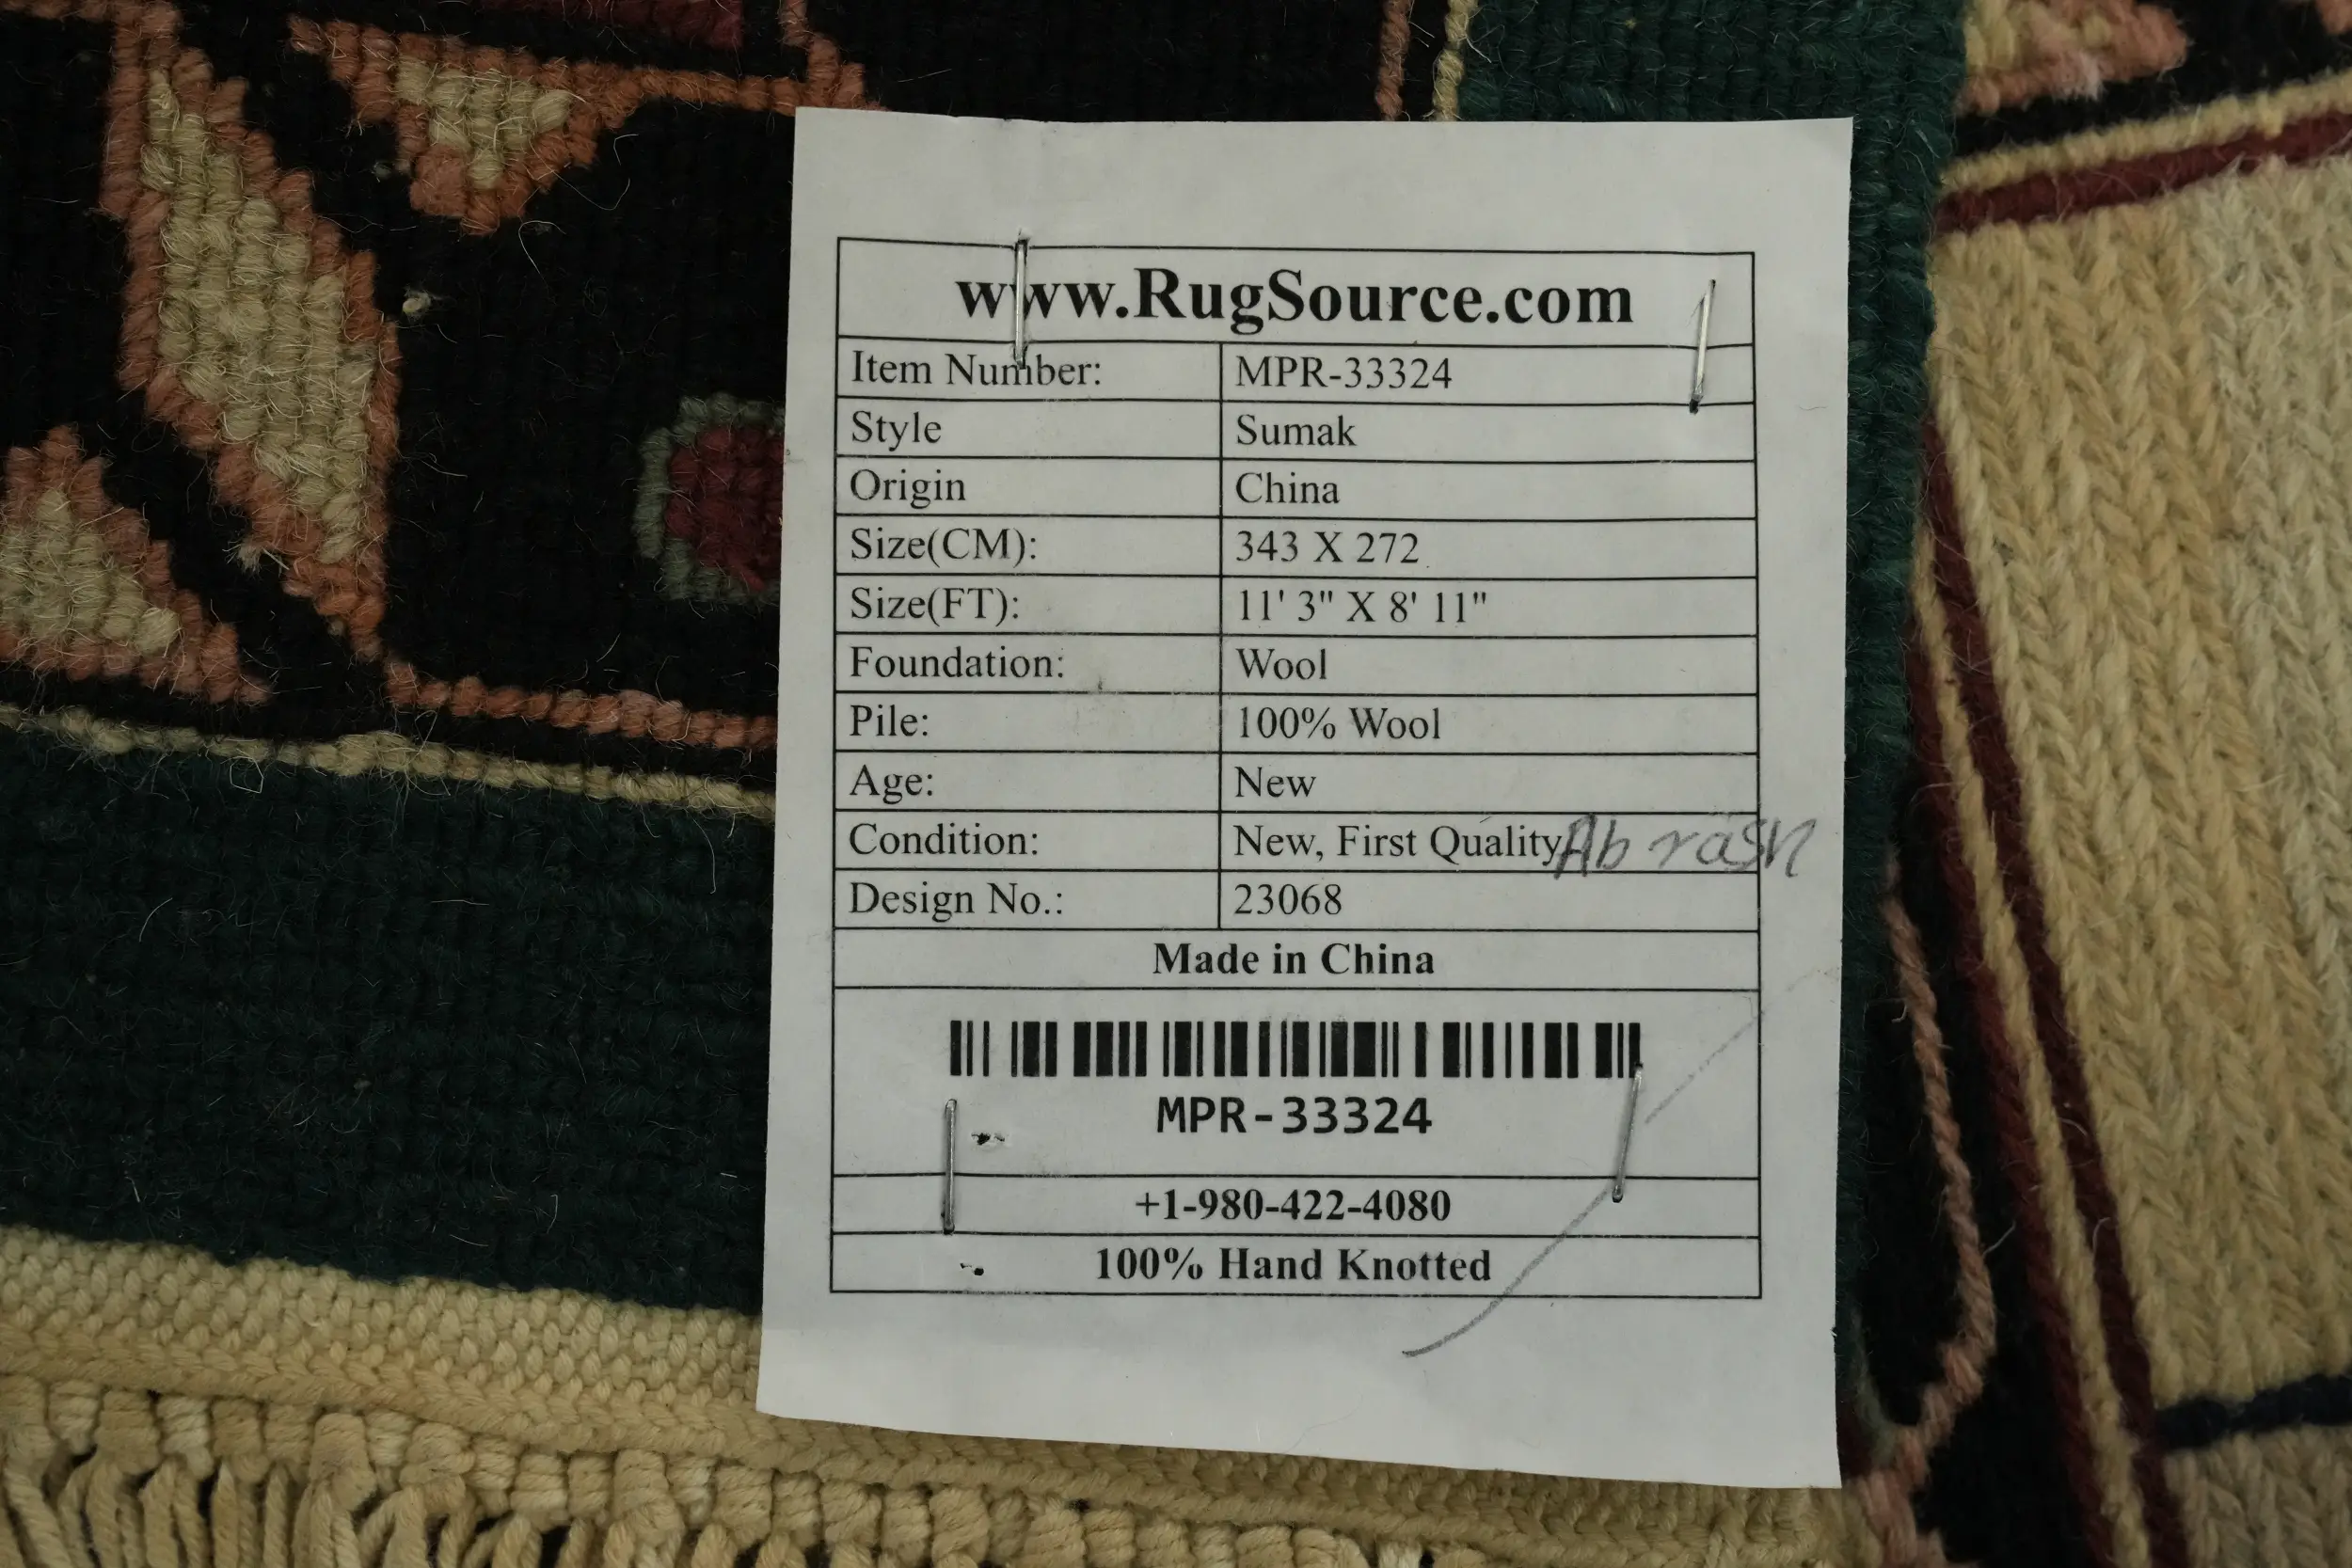 www.RugSource.com
Item Number: MPR-33324
Style Sumak
Origin China
Size(CM): 343 X 272
Size(FT): 11' 3" X 8' 11"
Foundation: Wool
Pile: 100% Wool
Age: New
Condition: New, First Quality Abrash
Design No.: 23068
Made in China
MPR-33324
+1-980-422-4080
100% Hand Knotted